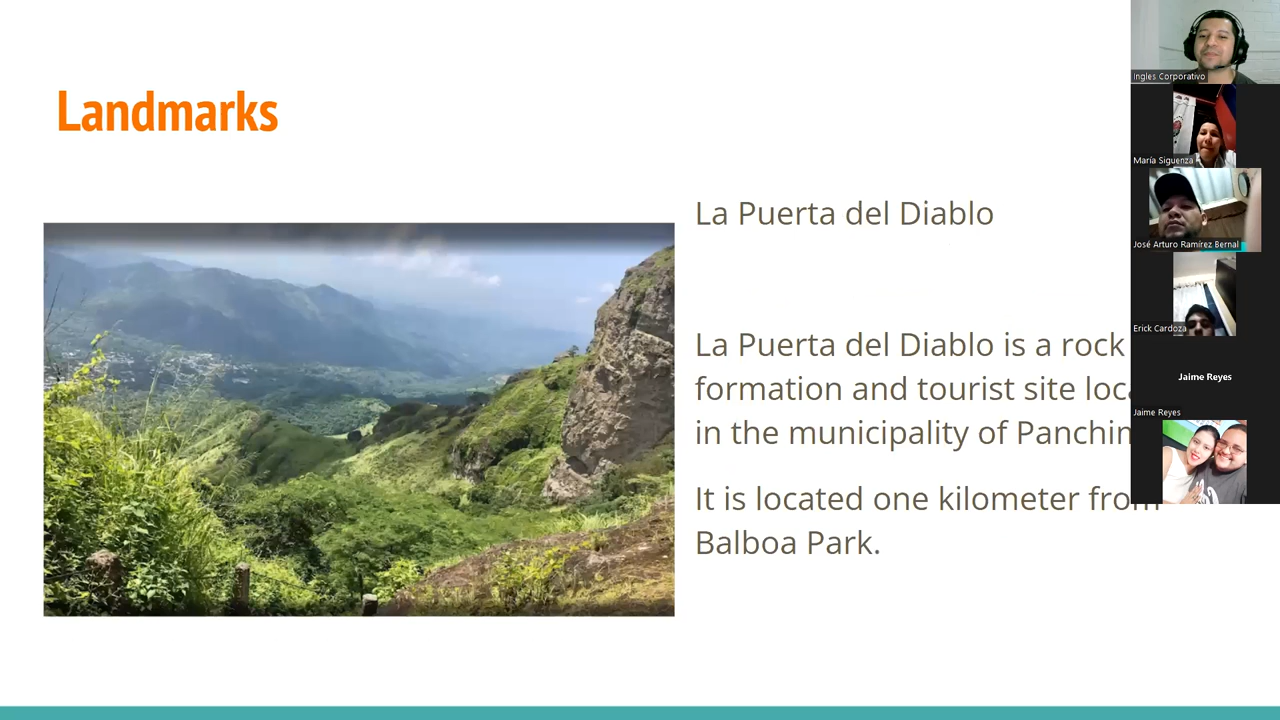 Landmarks
La Puerta del Diablo
La Puerta del Diablo is a rock
formation and tourist site
in the municipality of
It is located one kilometer from
Balboa Park.
Ingles Corporativo
María Siguenza
José Arturo Ramírez Bernal
Erick Cardoza
Jaime Reyes
Jaime Reyes